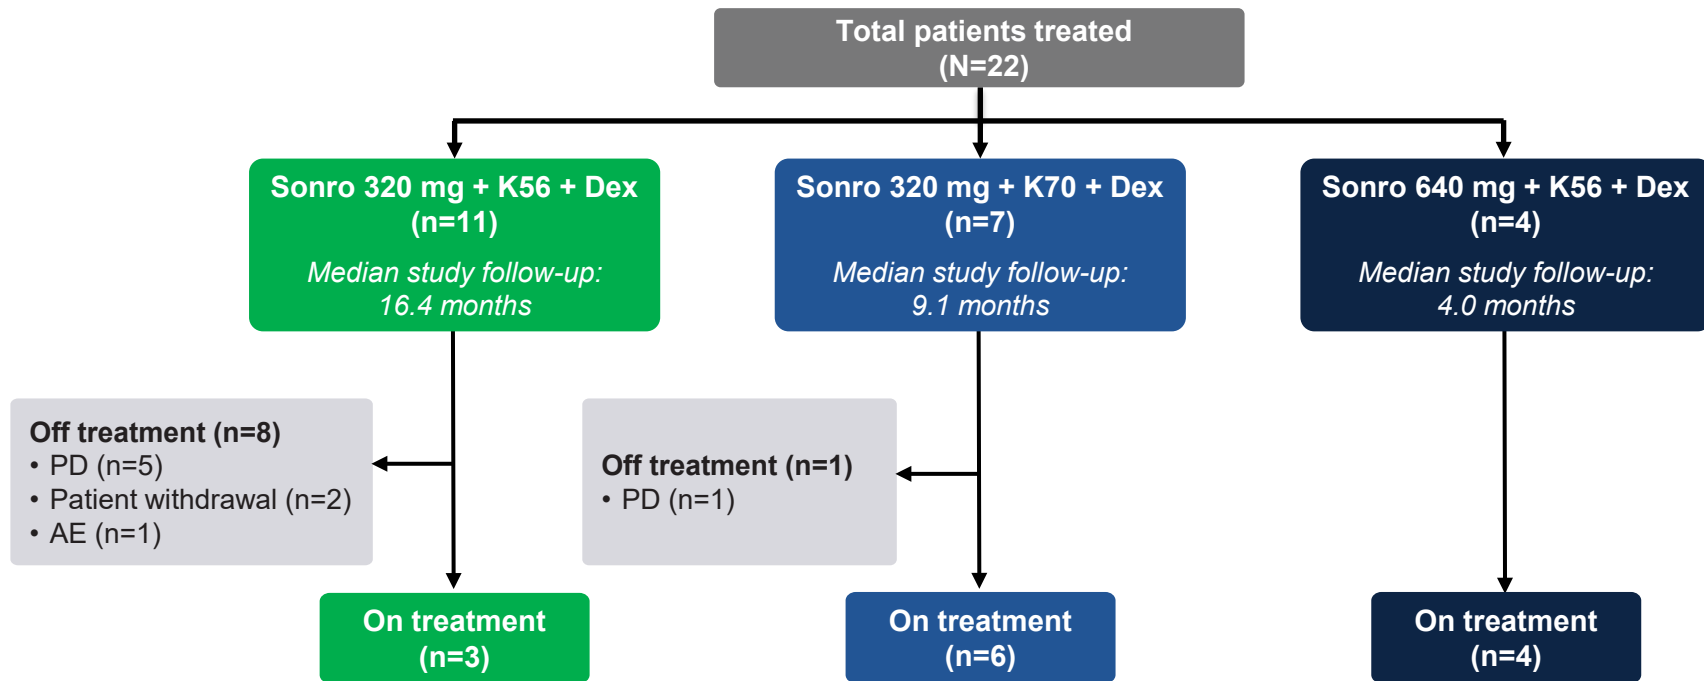 Total patients treated
(N=22)
Sonro 320 mg + K56 + Dex
(n=11)
Median study follow-up:
16.4 months
Sonro 320 mg + K70 + Dex
(n=7)
Median study follow-up:
9.1 months
Sonro 640 mg + K56 + Dex
(n=4)
Median study follow-up:
4.0 months
Off treatment (n=8)
• PD (n=5)
• Patient withdrawal (n=2)
• AE (n=1)
Off treatment (n=1)
• PD (n=1)
On treatment
(n=3)
On treatment
(n=6)
On treatment
(n=4)